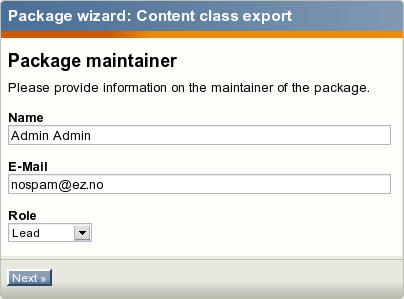 Package wizard: Content class export
Package maintainer
Please provide information on the maintainer of the package.
Name
Admin Admin
E-Mail
nospam@ez.no
Role
Lead
Next »